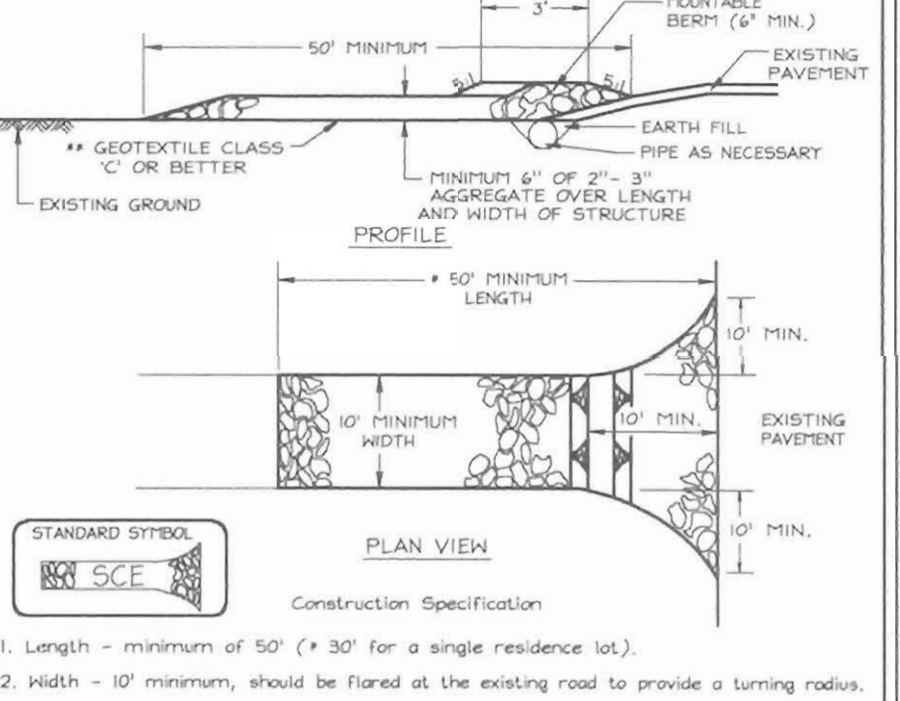 3'
MOUNTABLE
BERM (6" MIN.)
50' MINIMUM
EXISTING
PAVEMENT
5:1
5:1
** GEOTEXTILE CLASS
'C' OR BETTER
EARTH FILL
PIPE AS NECESSARY
MINIMUM 6" OF 2"- 3"
AGGREGATE OVER LENGTH
AND WIDTH OF STRUCTURE
EXISTING GROUND
PROFILE
* 50' MINIMUM
LENGTH
10' MIN.
10' MINIMUM
WIDTH
10' MIN.
EXISTING
PAVEMENT
10' MIN.
STANDARD SYMBOL
SCE
PLAN VIEW
Construction Specification
1. Length - minimum of 50' (* 30' for a single residence lot).
2. Width - 10' minimum, should be flared at the existing road to provide a turning radius.